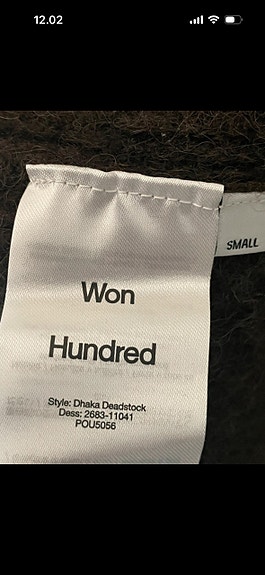 12.02
SMALL
Won
Hundred
Style: Dhaka Deadstock
Dess: 2683-11041
POU5056